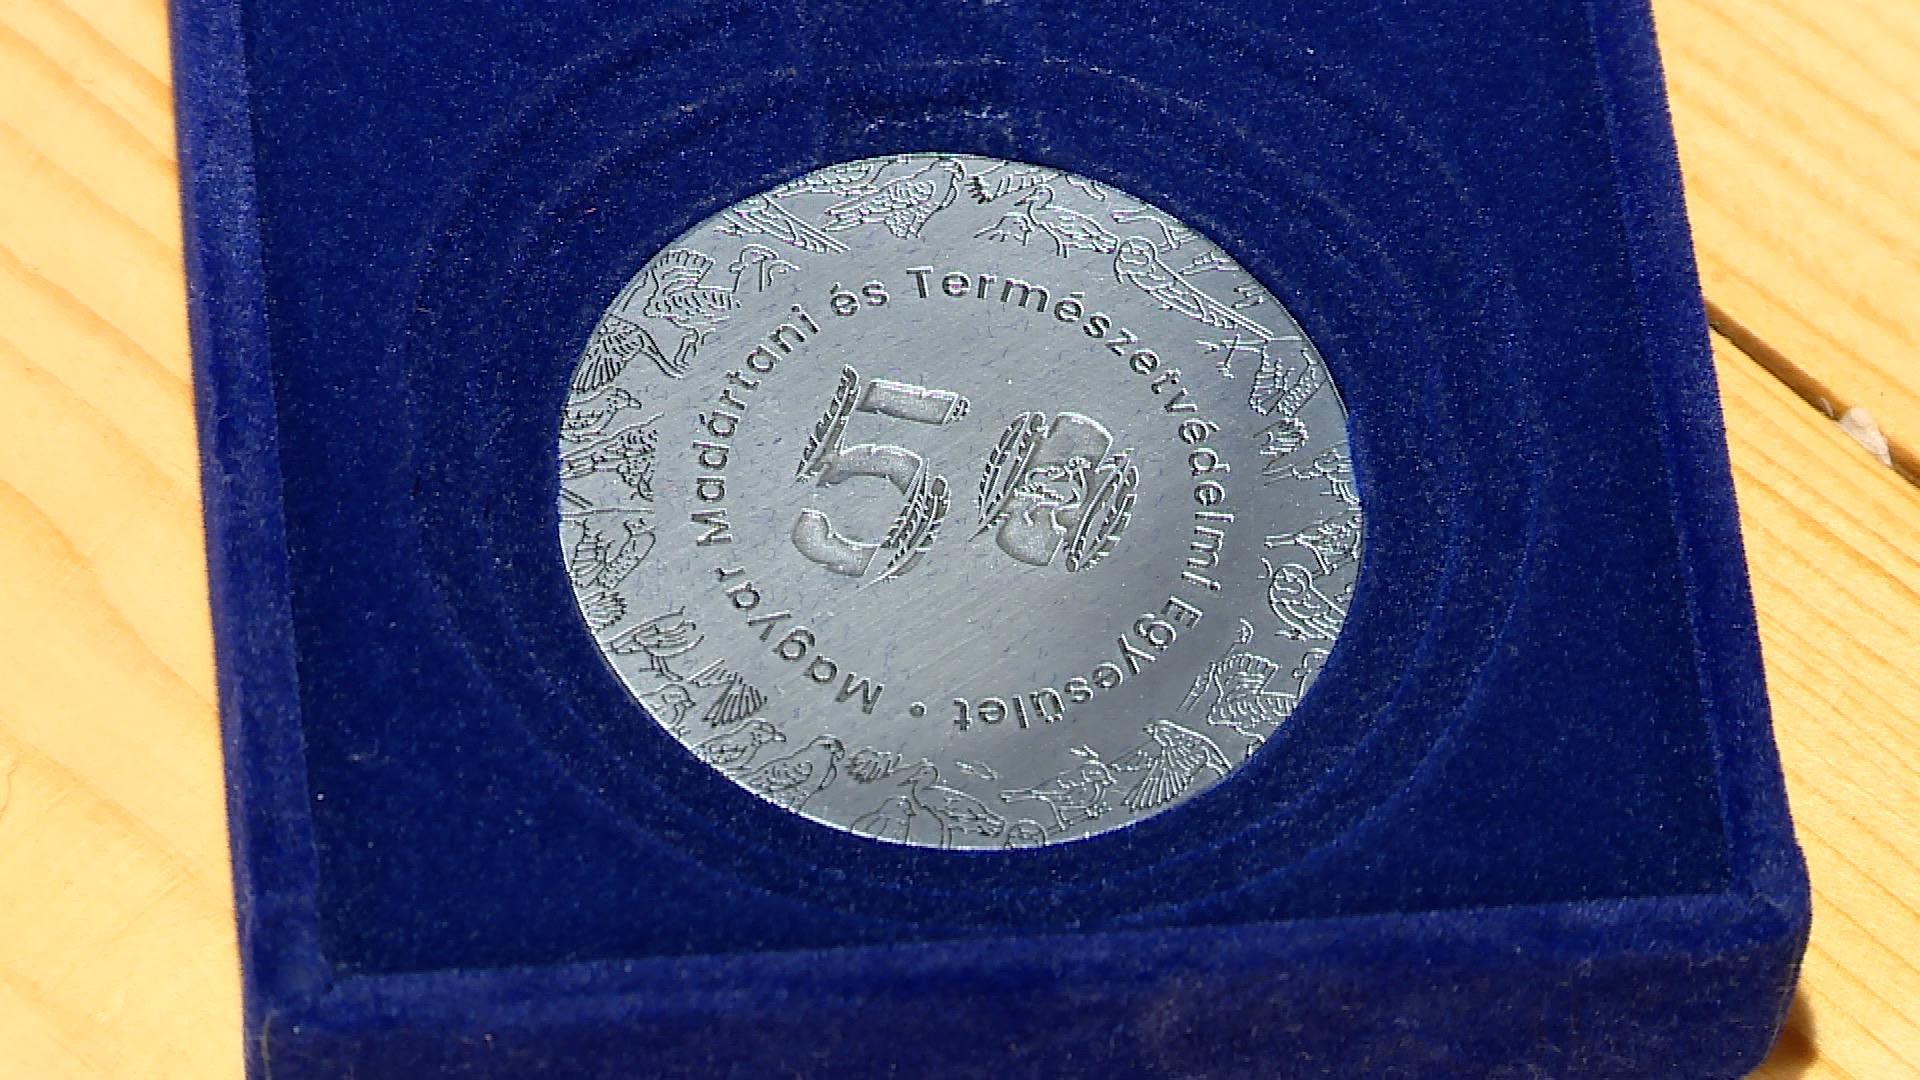 Magyar Madártani és Természetvédelmi Egyesület •
50